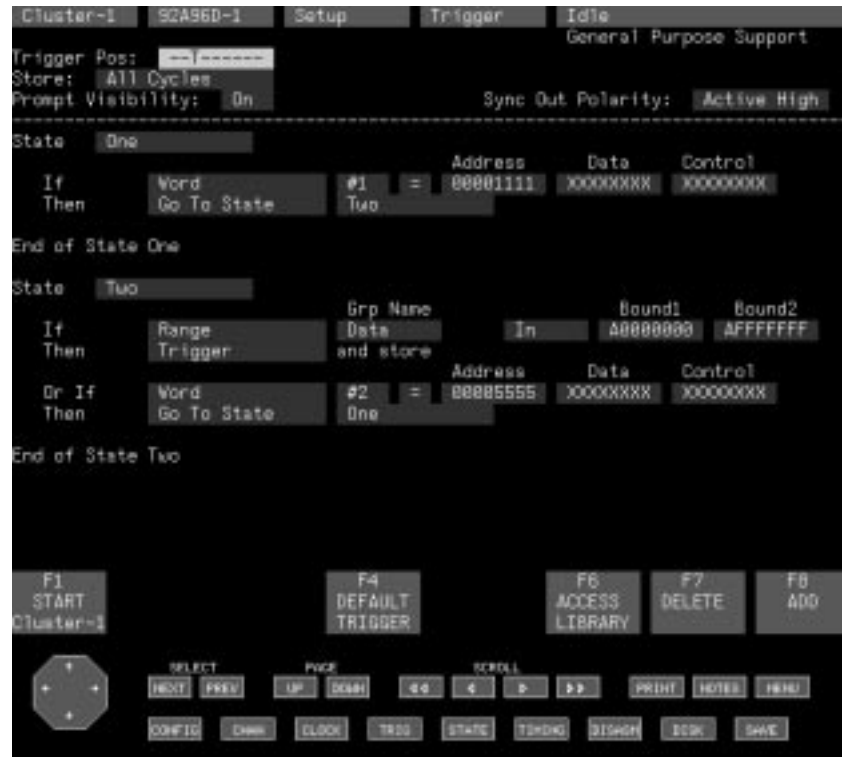 Cluster-1 92A96D-1 Setup Trigger Idle
General Purpose Support
Trigger Pos: --T------
Store: All Cycles
Prompt Visibility: On Sync Out Polarity: Active High
State One
Address Data Control
If Word #1 = 00001111 XXXXXXXX XXXXXXXX
Then Go To State Two
End of State One
State Two
Grp Name Bound1 Bound2
If Range Data In A0000000 AFFFFFFF
Then Trigger and store
Address Data Control
Or If Word #2 = 00005555 XXXXXXXX XXXXXXXX
Then Go To State One
End of State Two
F1 F4 F6 F7 F8
START DEFAULT ACCESS DELETE ADD
Cluster-1 TRIGGER LIBRARY
SELECT PAGE SCROLL
NEXT PREV UP DOWN PRINT NOTES MENU
CONFIG CHAN CLOCK TRIG STATE TIMING DISASM DISK SAVE